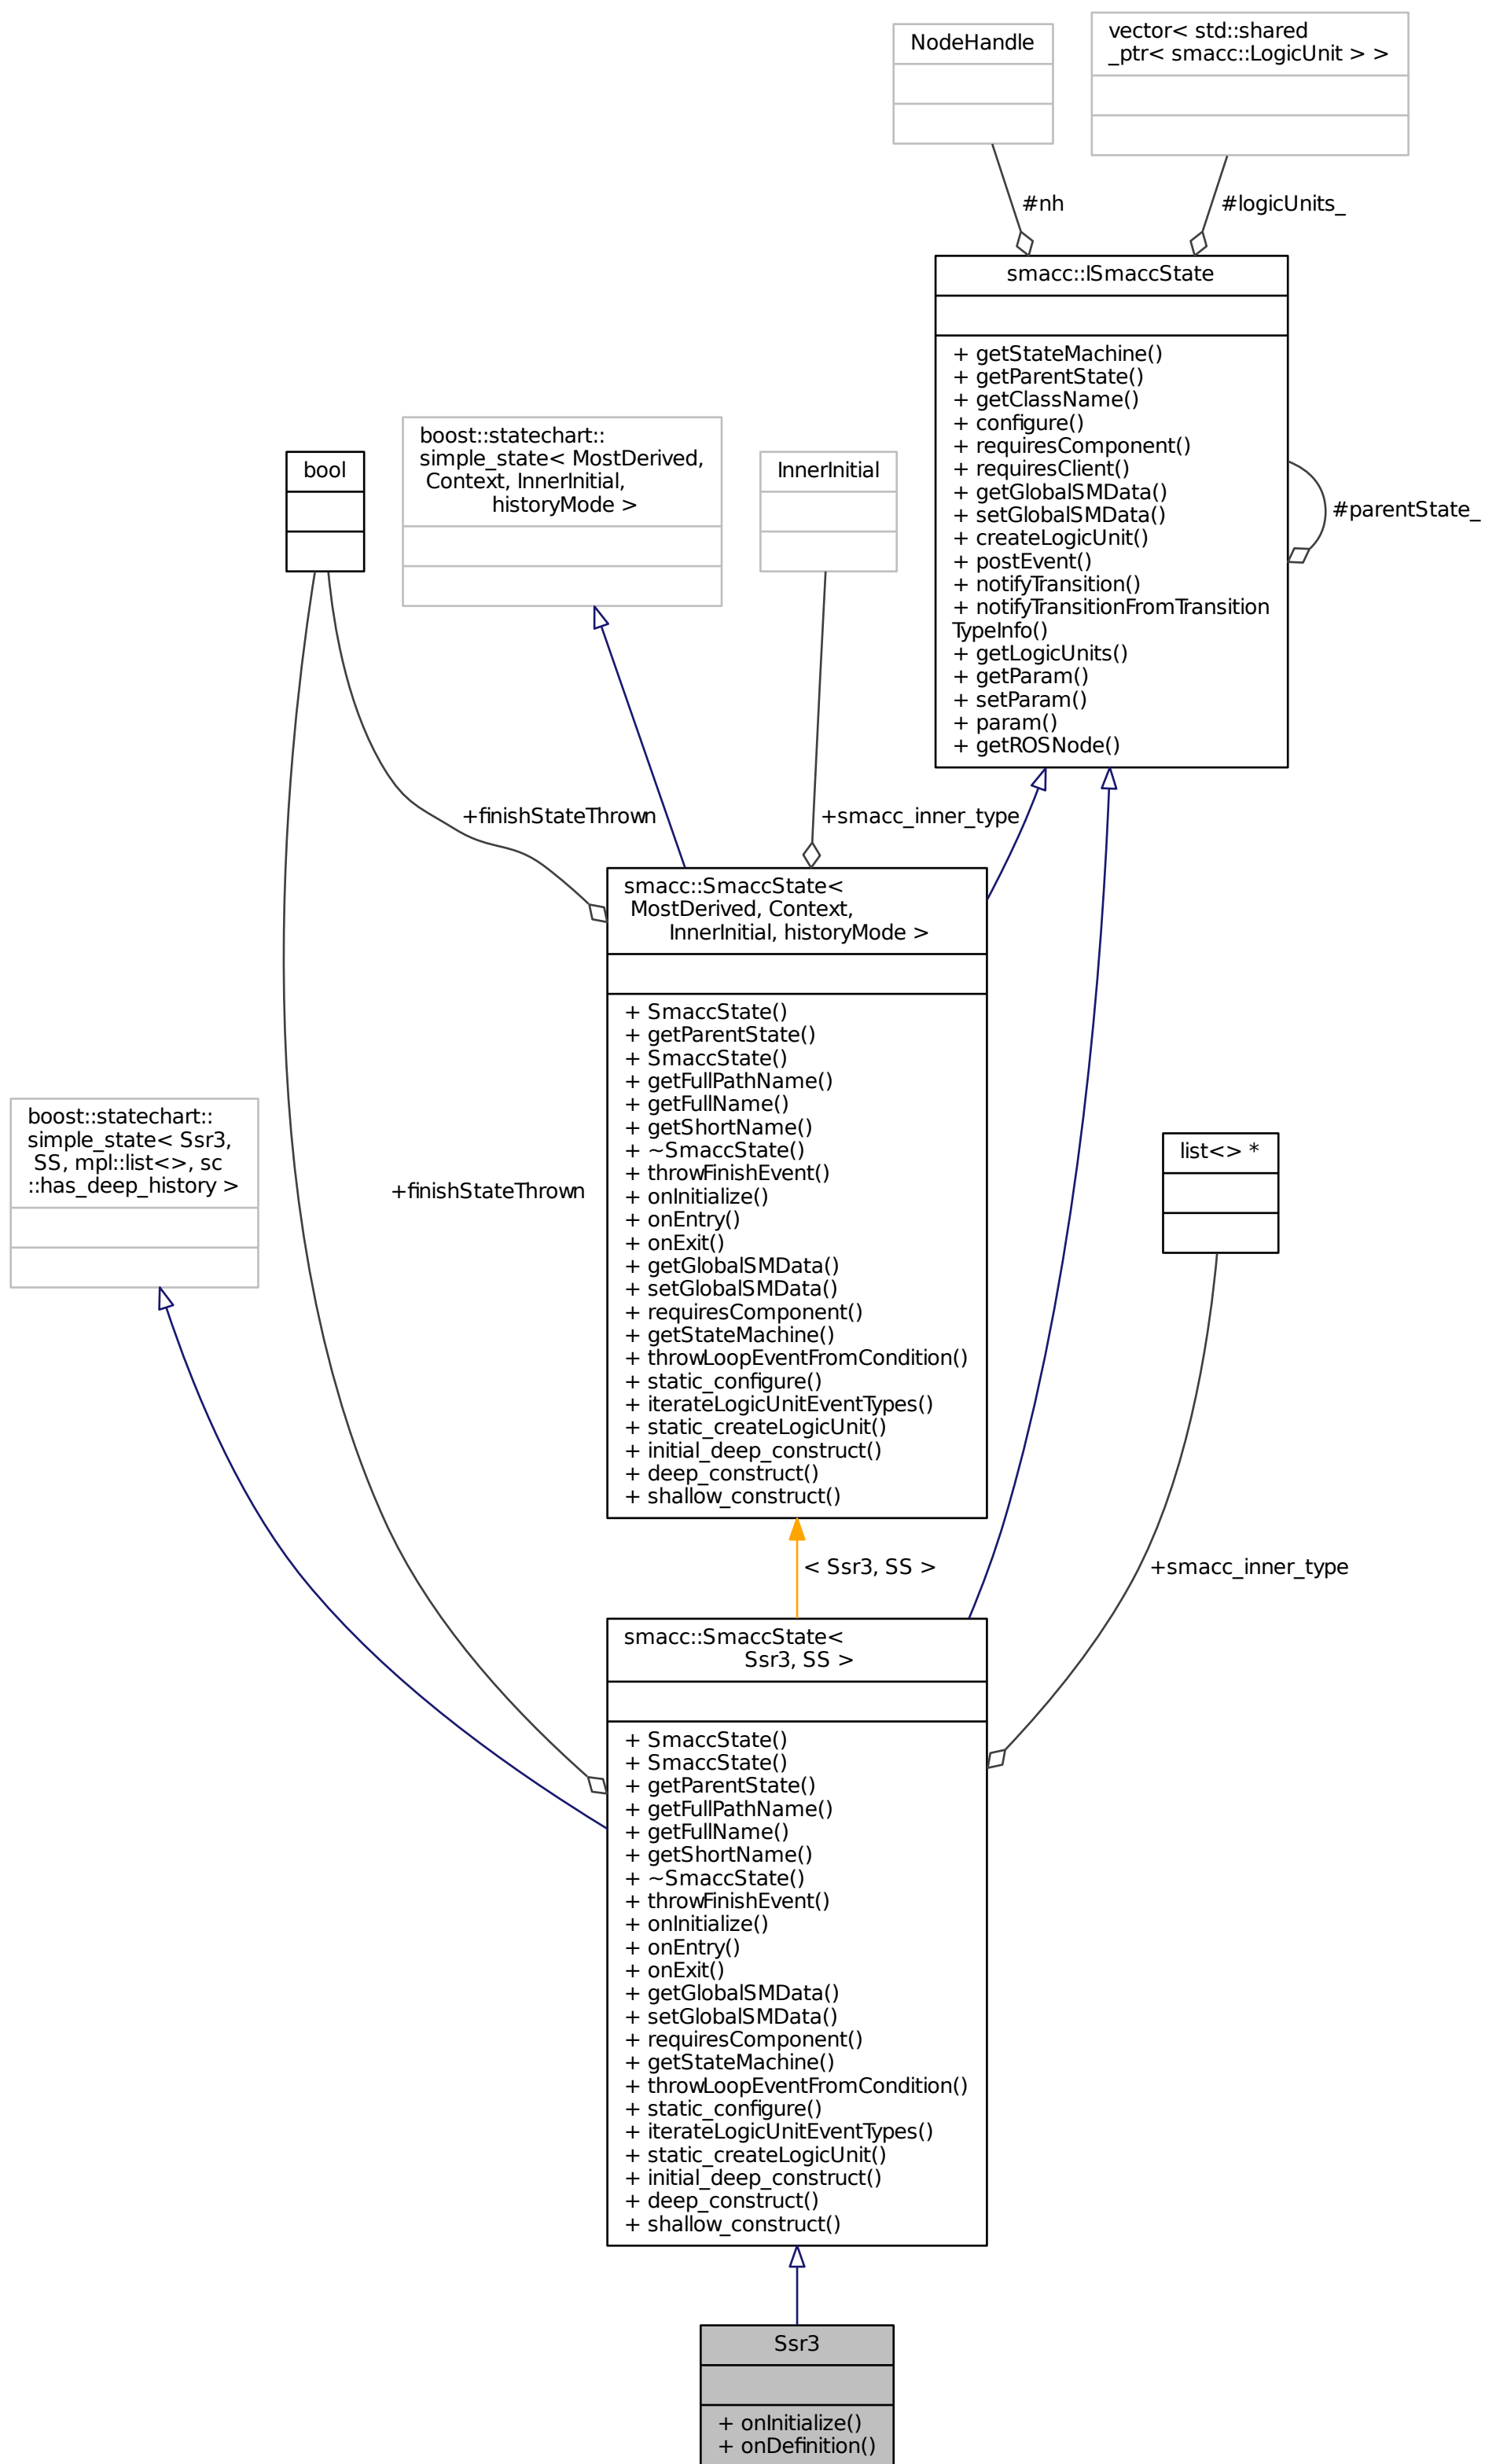 NodeHandle
vector< std::shared
_ptr< smacc::LogicUnit > >
#nh
#logicUnits_
smacc::ISmaccState
+ getStateMachine()
+ getParentState()
+ getClassName()
+ configure()
+ requiresComponent()
+ requiresClient()
+ getGlobalSMData()
+ setGlobalSMData()
+ createLogicUnit()
+ postEvent()
+ notifyTransition()
+ notifyTransitionFromTransition
TypeInfo()
+ getLogicUnits()
+ getParam()
+ setParam()
+ param()
+ getROSNode()
#parentState_
bool
boost::statechart::
simple_state< MostDerived,
Context, InnerInitial,
historyMode >
InnerInitial
+finishStateThrown
+smacc_inner_type
smacc::SmaccState<
MostDerived, Context,
InnerInitial, historyMode >
+ SmaccState()
+ getParentState()
+ SmaccState()
+ getFullPathName()
+ getFullName()
+ getShortName()
+ ~SmaccState()
+ throwFinishEvent()
+ onInitialize()
+ onEntry()
+ onExit()
+ getGlobalSMData()
+ setGlobalSMData()
+ requiresComponent()
+ getStateMachine()
+ throwLoopEventFromCondition()
+ static_configure()
+ iterateLogicUnitEventTypes()
+ static_createLogicUnit()
+ initial_deep_construct()
+ deep_construct()
+ shallow_construct()
boost::statechart::
simple_state< Ssr3,
SS, mpl::list<>, sc
::has_deep_history >
+finishStateThrown
list<> *
< Ssr3, SS >
+smacc_inner_type
smacc::SmaccState<
Ssr3, SS >
+ SmaccState()
+ SmaccState()
+ getParentState()
+ getFullPathName()
+ getFullName()
+ getShortName()
+ ~SmaccState()
+ throwFinishEvent()
+ onInitialize()
+ onEntry()
+ onExit()
+ getGlobalSMData()
+ setGlobalSMData()
+ requiresComponent()
+ getStateMachine()
+ throwLoopEventFromCondition()
+ static_configure()
+ iterateLogicUnitEventTypes()
+ static_createLogicUnit()
+ initial_deep_construct()
+ deep_construct()
+ shallow_construct()
Ssr3
+ onInitialize()
+ onDefinition()